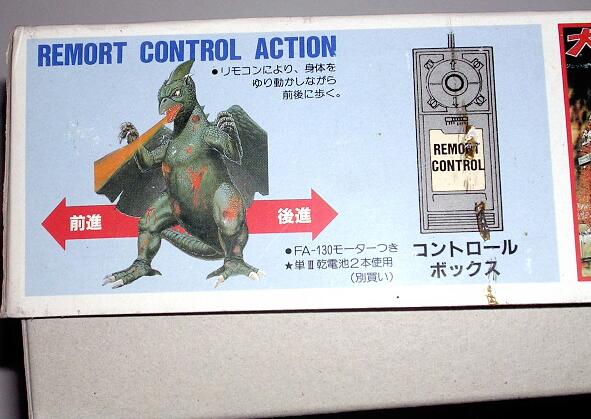 REMORT CONTROL ACTION
●リモコンにより、身体を
ゆり動かしながら
前後に歩く。
REMORT
CONTROL
前進
後進
●FA-130モーターつき
★単Ⅲ乾電池2本使用
(別買い)
コントロール
ボックス